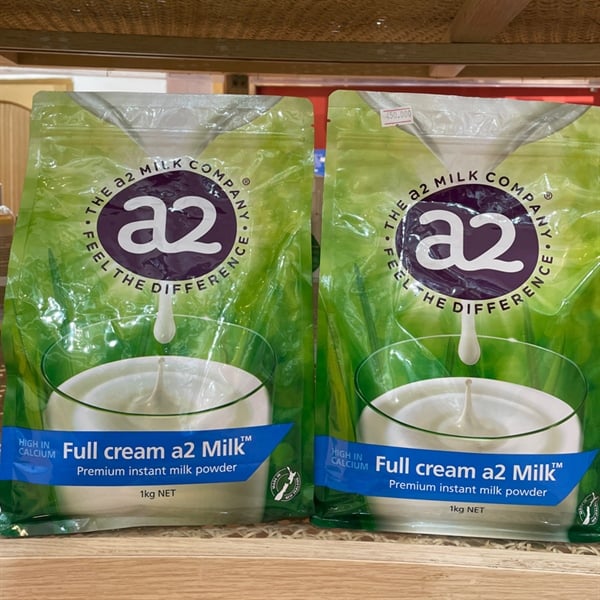 THE a2 MILK COMPANY ®
a2
FEEL THE DIFFERENCE
HIGH IN
CALCIUM
Full cream a2 Milk™
Premium instant milk powder
1kg NET
THE a2 MILK COMPANY ®
a2
FEEL THE DIFFERENCE
HIGH IN
CALCIUM
Full cream a2 Milk™
Premium instant milk powder
1kg NET